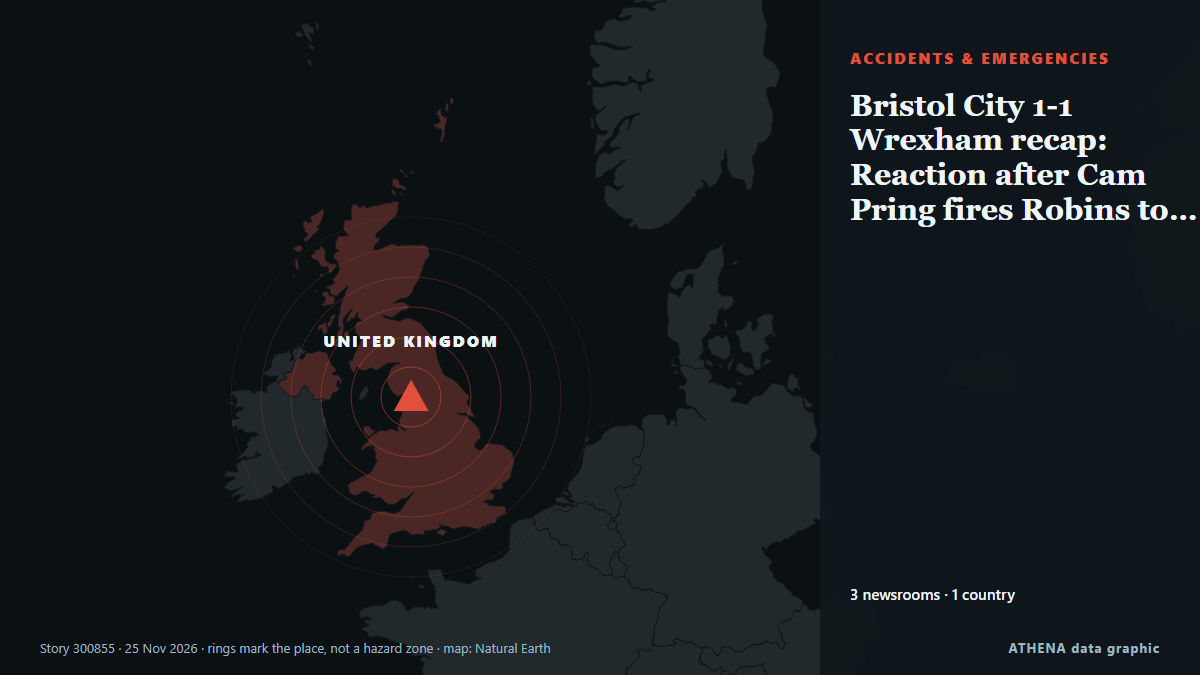 ACCIDENTS & EMERGENCIES
Bristol City 1-1
Wrexham recap:
Reaction after Cam
Pring fires Robins to...
UNITED KINGDOM
3 newsrooms · 1 country
Story 300855 · 25 Nov 2026 · rings mark the place, not a hazard zone · map: Natural Earth
ATHENA data graphic